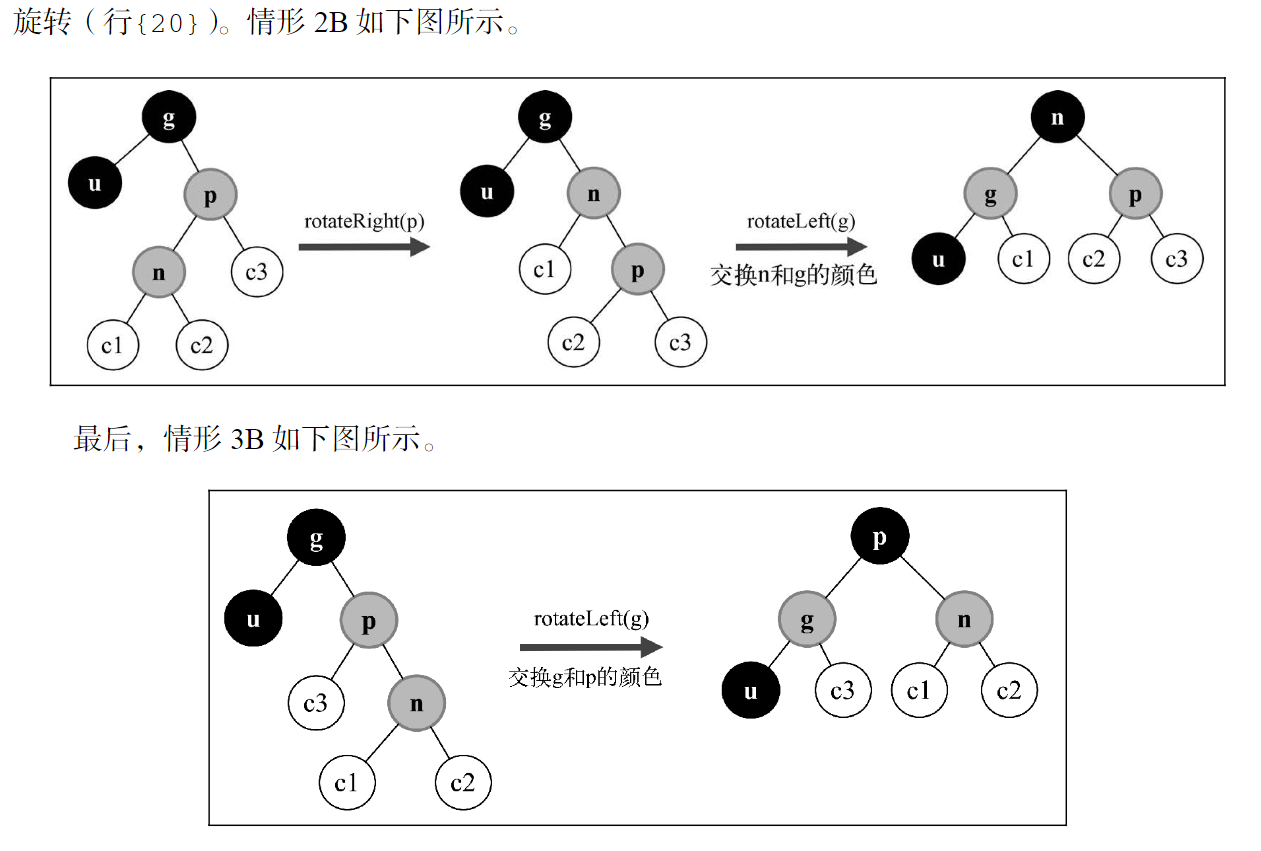 旋转（行{20}）。情形 2B 如下图所示。
g g n
u p u n g p
rotateRight(p) rotateLeft(g)
n c3 c1 p u c1 c2 c3
交换n和g的颜色
c1 c2 c2 c3
最后，情形 3B 如下图所示。
g p
u p g n
rotateLeft(g)
交换g和p的颜色
c3 n u c3 c1 c2
c1 c2